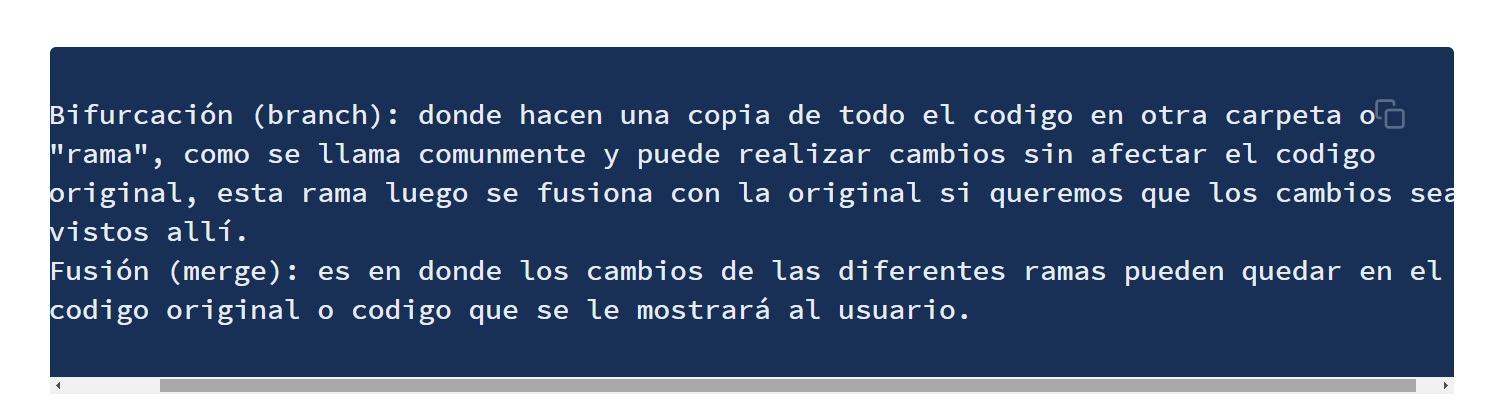 Bifurcación (branch): donde hacen una copia de todo el codigo en otra carpeta o
"rama", como se llama comunmente y puede realizar cambios sin afectar el codigo
original, esta rama luego se fusiona con la original si queremos que los cambios sea
vistos allí.
Fusión (merge): es en donde los cambios de las diferentes ramas pueden quedar en el
codigo original o codigo que se le mostrará al usuario.